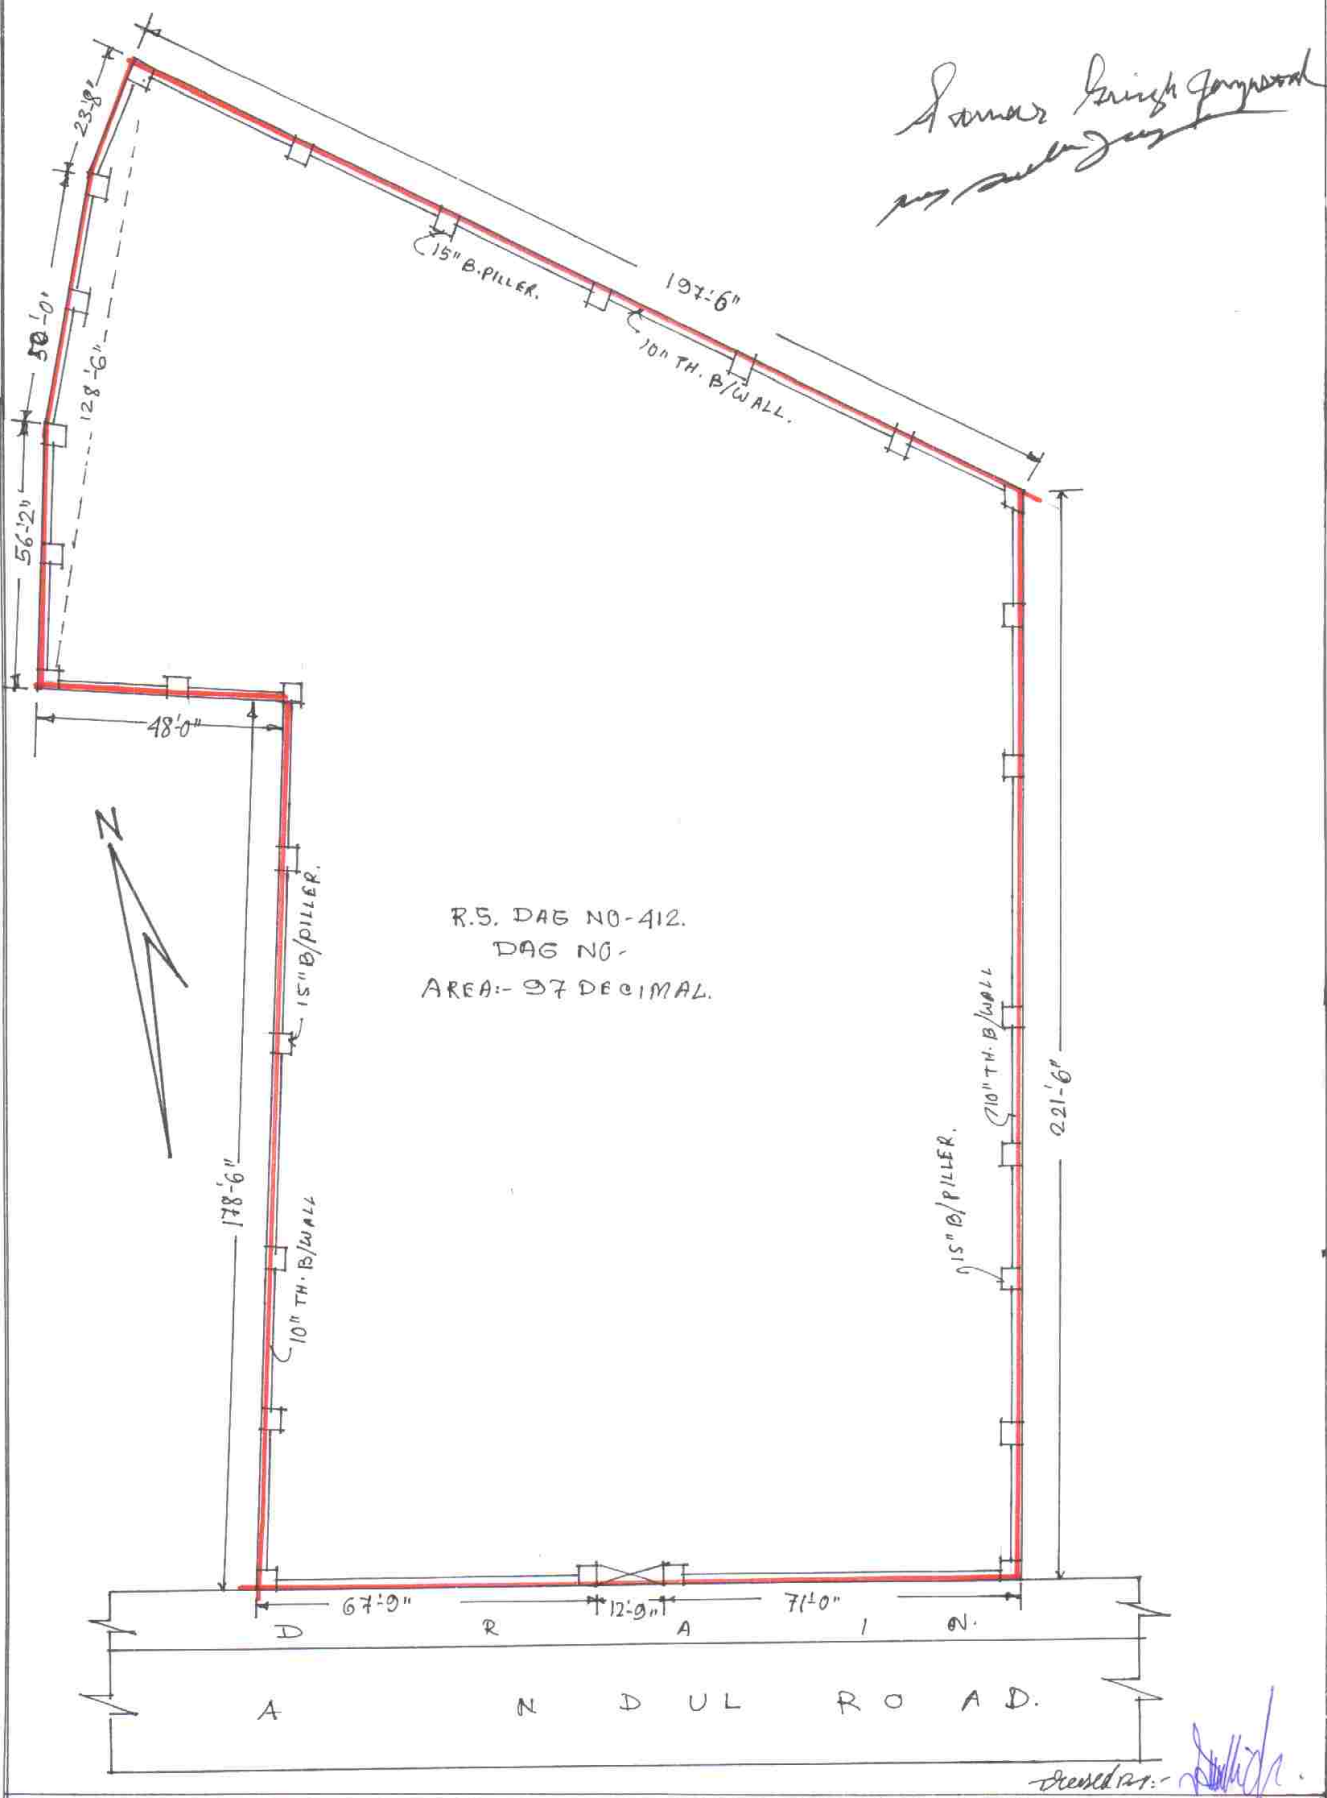 23'-8"
197'-6"
15" B.PILLER.
10" TH. B/WALL.
50'-0"
128'-6"
56'-2"
48'-0"
N
R.S. DAG NO-412.
DAG NO-
AREA:- 97 DECIMAL.
15" B/PILLER.
10" TH. B/WALL
221'-6"
178'-6"
15" B/PILLER.
10" TH. B/WALL
67'-9" 12'-9" 71'-0"
D R A I N.
A N D U L R O A D.